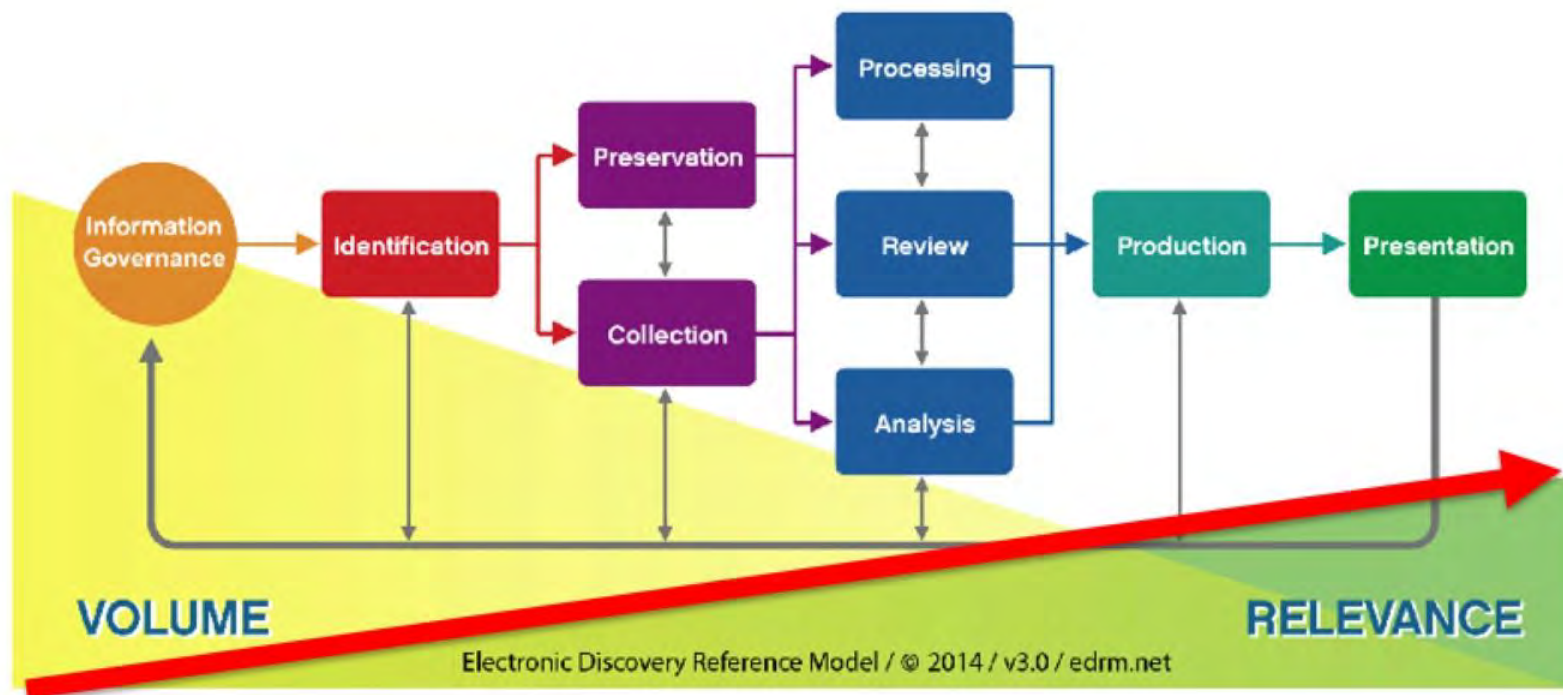 Processing
Preservation
Information
Governance
Identification
Review
Production
Presentation
Collection
Analysis
VOLUME
RELEVANCE
Electronic Discovery Reference Model / © 2014 / v3.0 / edrm.net